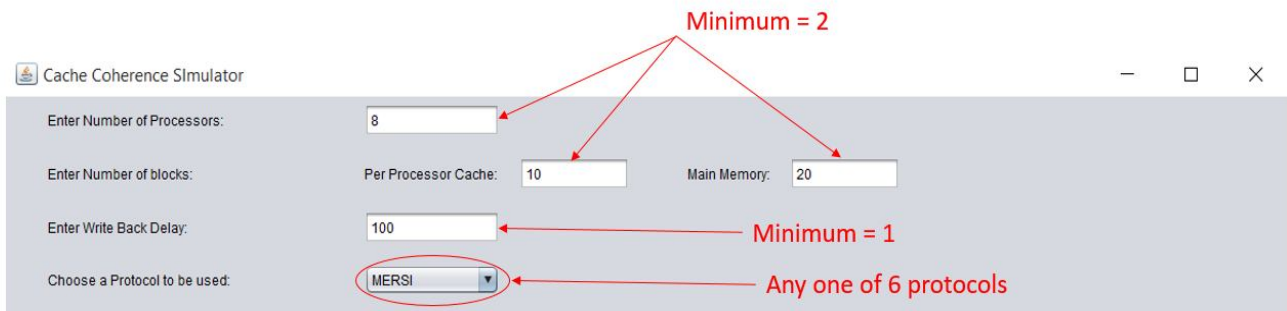 Minimum = 2
Cache Coherence SImulator
Enter Number of Processors: 8
Enter Number of blocks: Per Processor Cache: 10 Main Memory: 20
Enter Write Back Delay: 100 Minimum = 1
Choose a Protocol to be used: MERSI Any one of 6 protocols